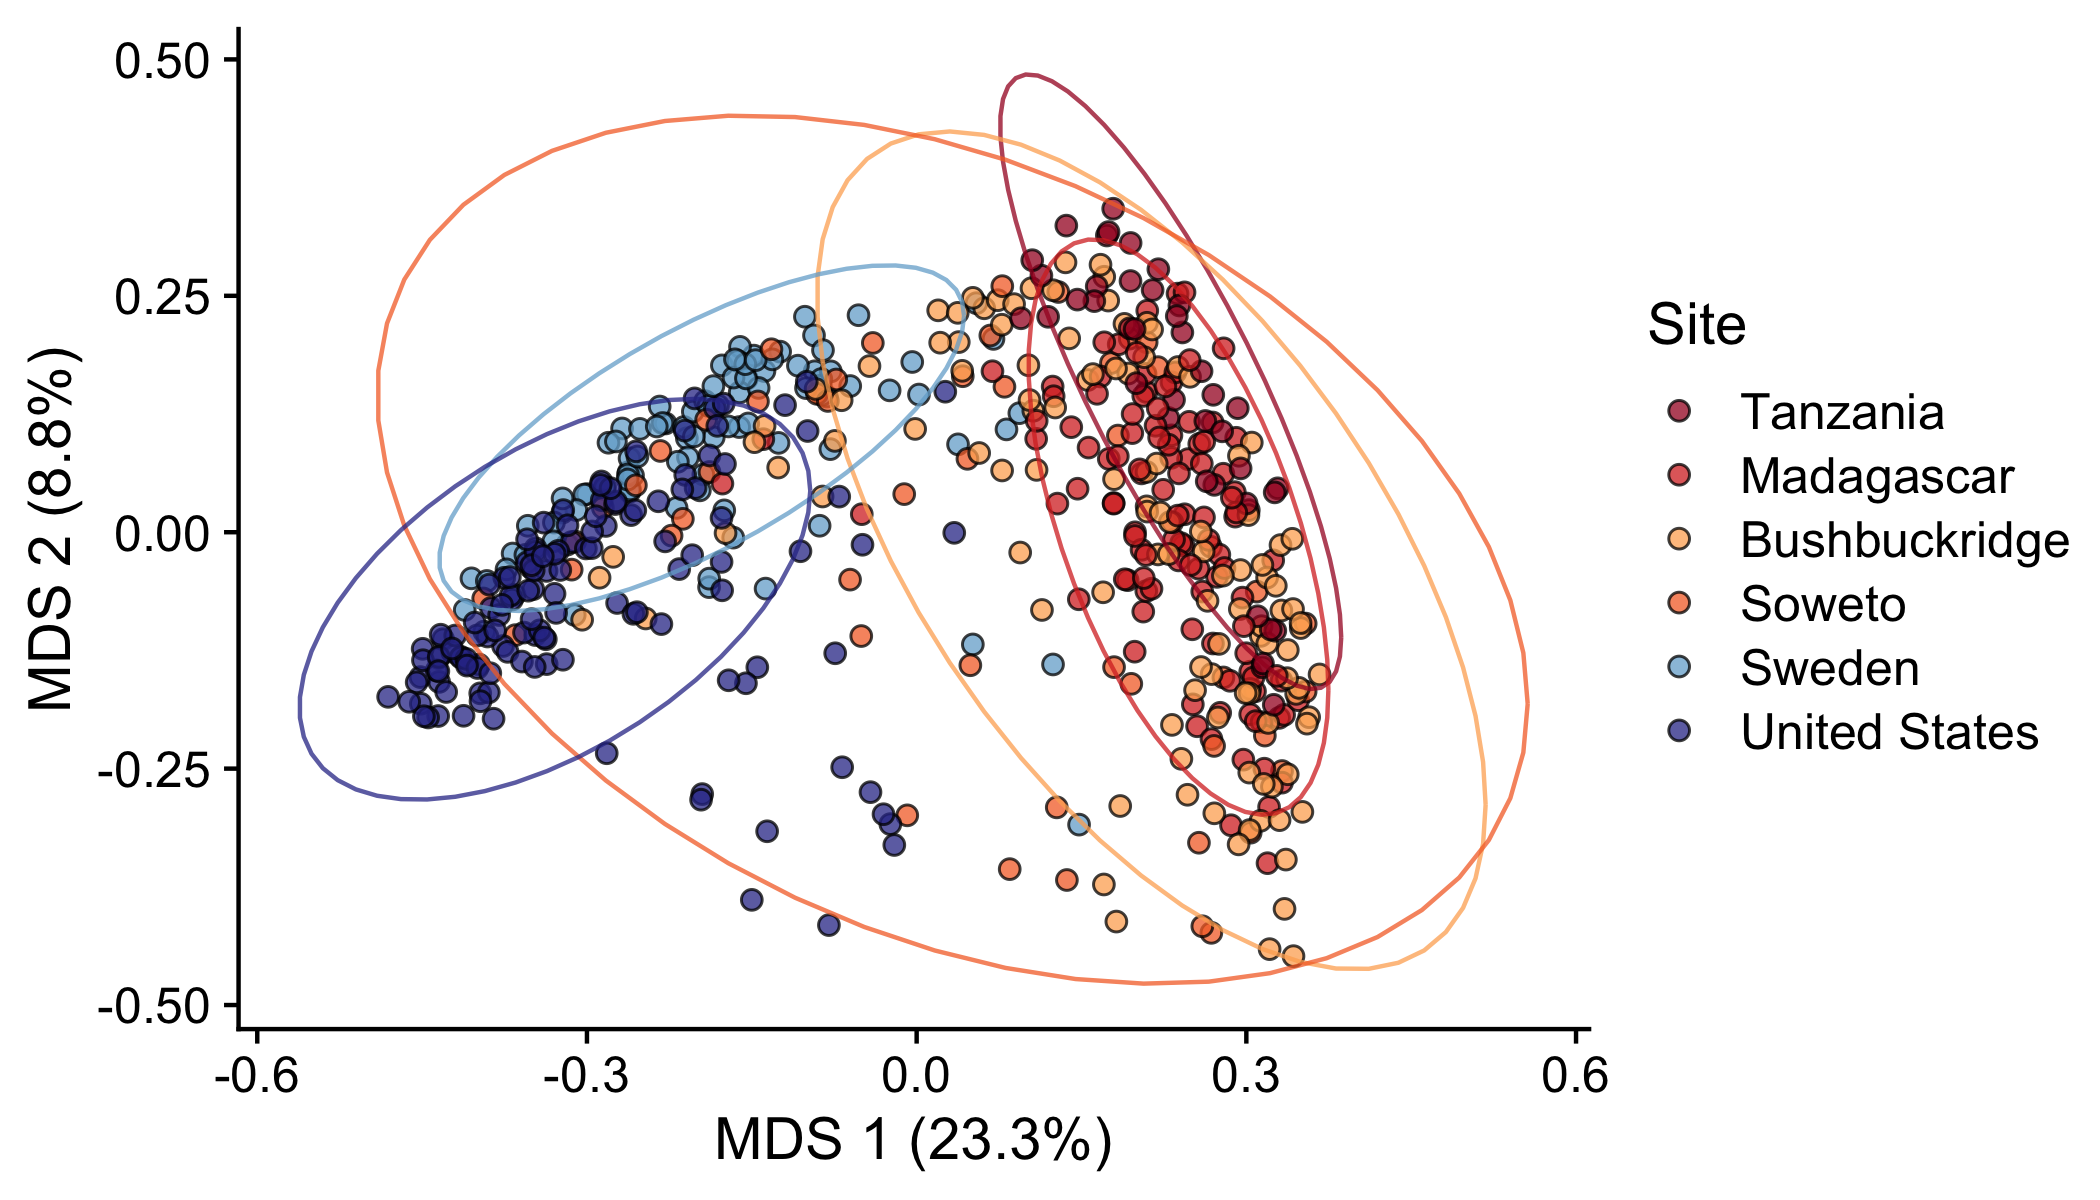 0.50
0.25
0.00
-0.25
-0.50
MDS 2 (8.8%)
-0.6
-0.3
0.0
0.3
0.6
MDS 1 (23.3%)
Site
Tanzania
Madagascar
Bushbuckridge
Soweto
Sweden
United States